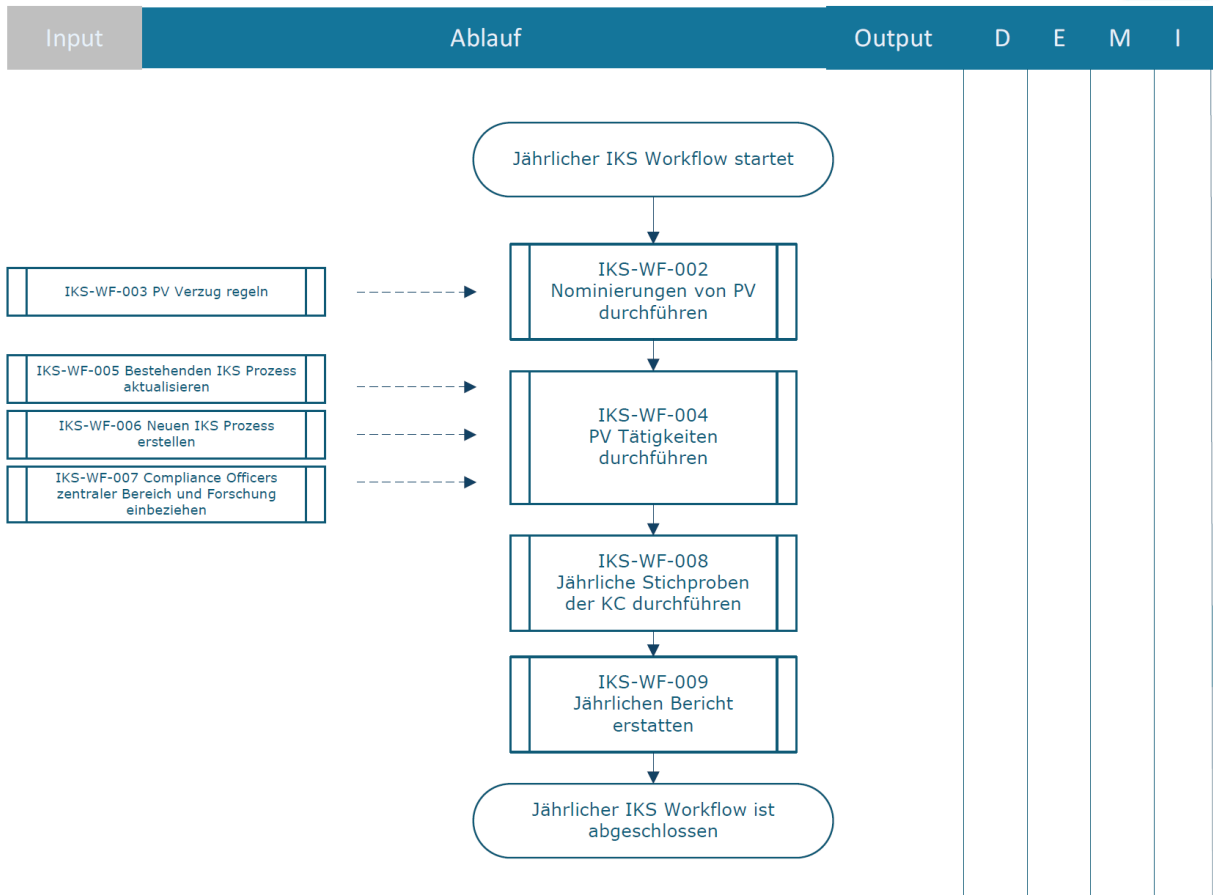 Input Ablauf Output D E M I
Jährlicher IKS Workflow startet
IKS-WF-002
Nominierungen von PV
durchführen
IKS-WF-003 PV Verzug regeln
IKS-WF-005 Bestehenden IKS Prozess
aktualisieren
IKS-WF-006 Neuen IKS Prozess
erstellen
IKS-WF-007 Compliance Officers
zentraler Bereich und Forschung
einbeziehen
IKS-WF-004
PV Tätigkeiten
durchführen
IKS-WF-008
Jährliche Stichproben
der KC durchführen
IKS-WF-009
Jährlichen Bericht
erstatten
Jährlicher IKS Workflow ist
abgeschlossen